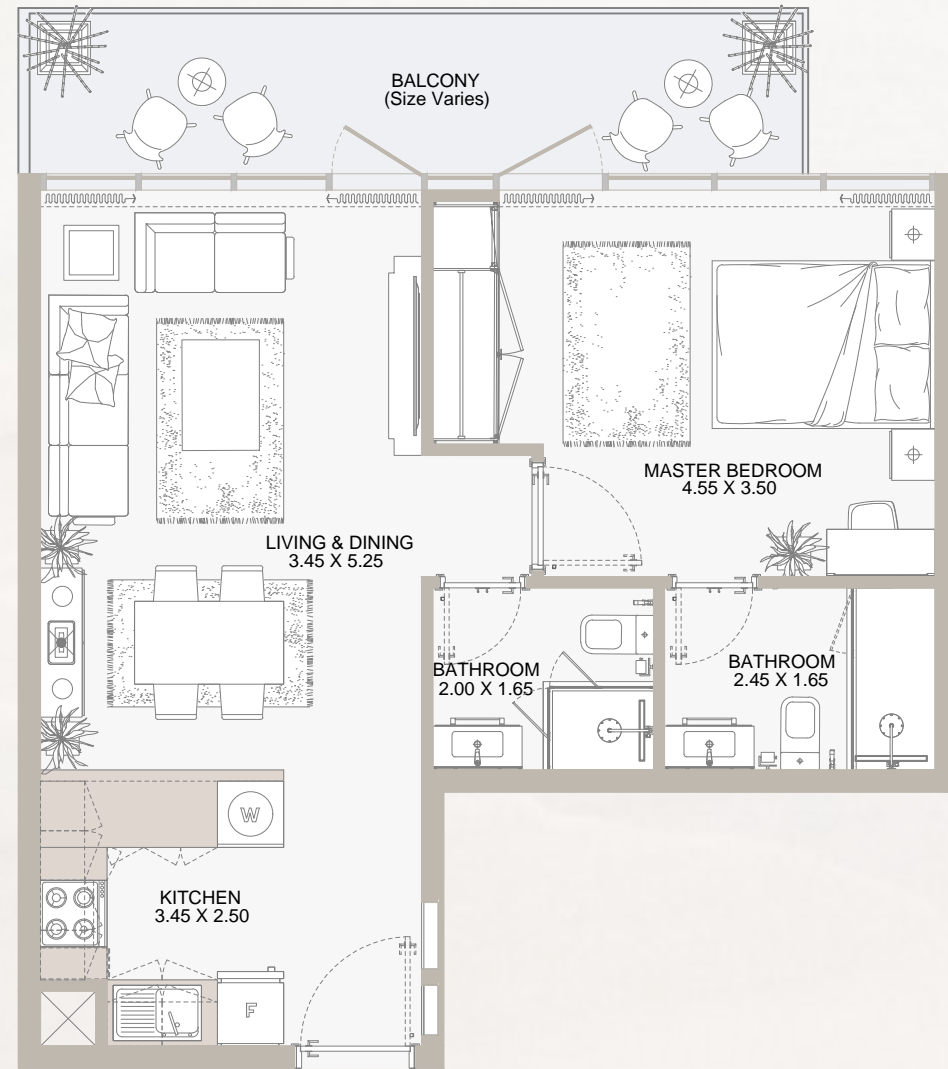 BALCONY
(Size Varies)
MASTER BEDROOM
4.55 X 3.50
LIVING & DINING
3.45 X 5.25
BATHROOM
2.00 X 1.65
BATHROOM
2.45 X 1.65
W
KITCHEN
3.45 X 2.50
F